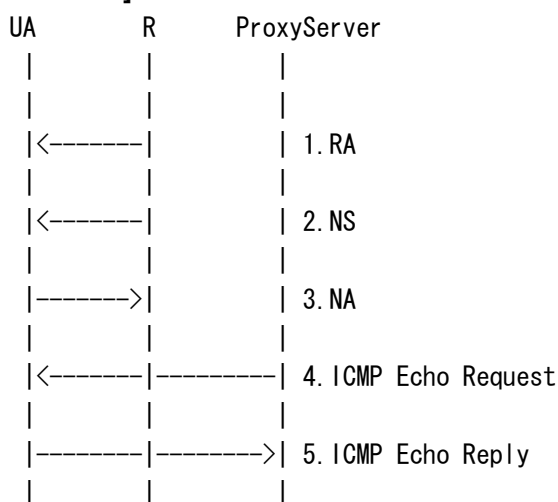 UA R ProxyServer
| | |
| | |
|<-------| | 1.RA
| | |
|<-------| | 2.NS
| | |
|------->| | 3.NA
| | |
|<-------|---------| 4.ICMP Echo Request
| | |
|--------|-------->| 5.ICMP Echo Reply
| | |